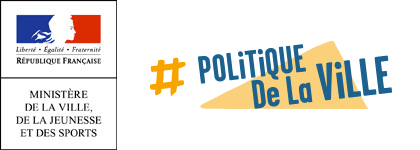 Liberté • Égalité • Fraternité
RÉPUBLIQUE FRANÇAISE
MINISTÈRE
DE LA VILLE,
DE LA JEUNESSE
ET DES SPORTS
# POLiTiQUE
De La ViLLE